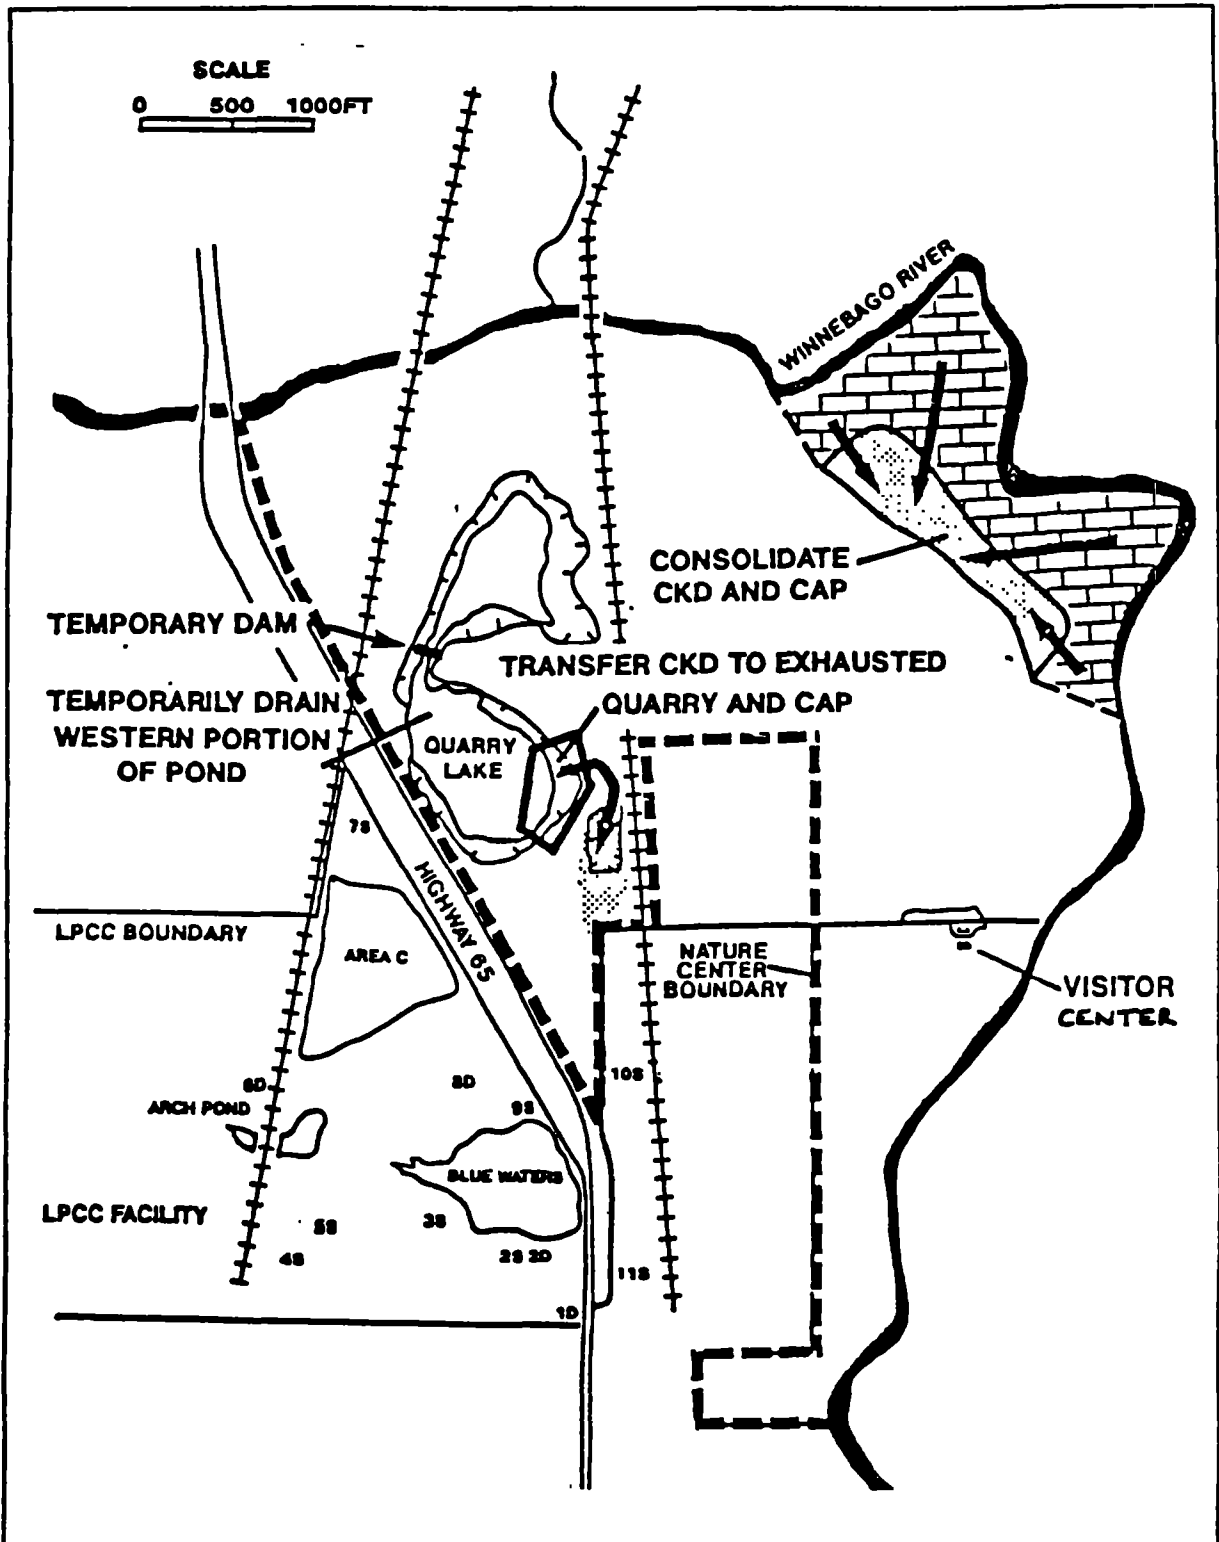 SCALE
0 500 1000FT
WINNEBAGO RIVER
CONSOLIDATE
CKD AND CAP
TEMPORARY DAM
TRANSFER CKD TO EXHAUSTED
QUARRY AND CAP
TEMPORARILY DRAIN
WESTERN PORTION
OF POND
QUARRY
LAKE
7S
HIGHWAY 65
LPCC BOUNDARY
AREA C
NATURE
CENTER
BOUNDARY
VISITOR
CENTER
10S
6D
8D
ARCH POND
9S
BLUE WATERS
LPCC FACILITY
5S
3S
4S
2S 2D
11S
1D